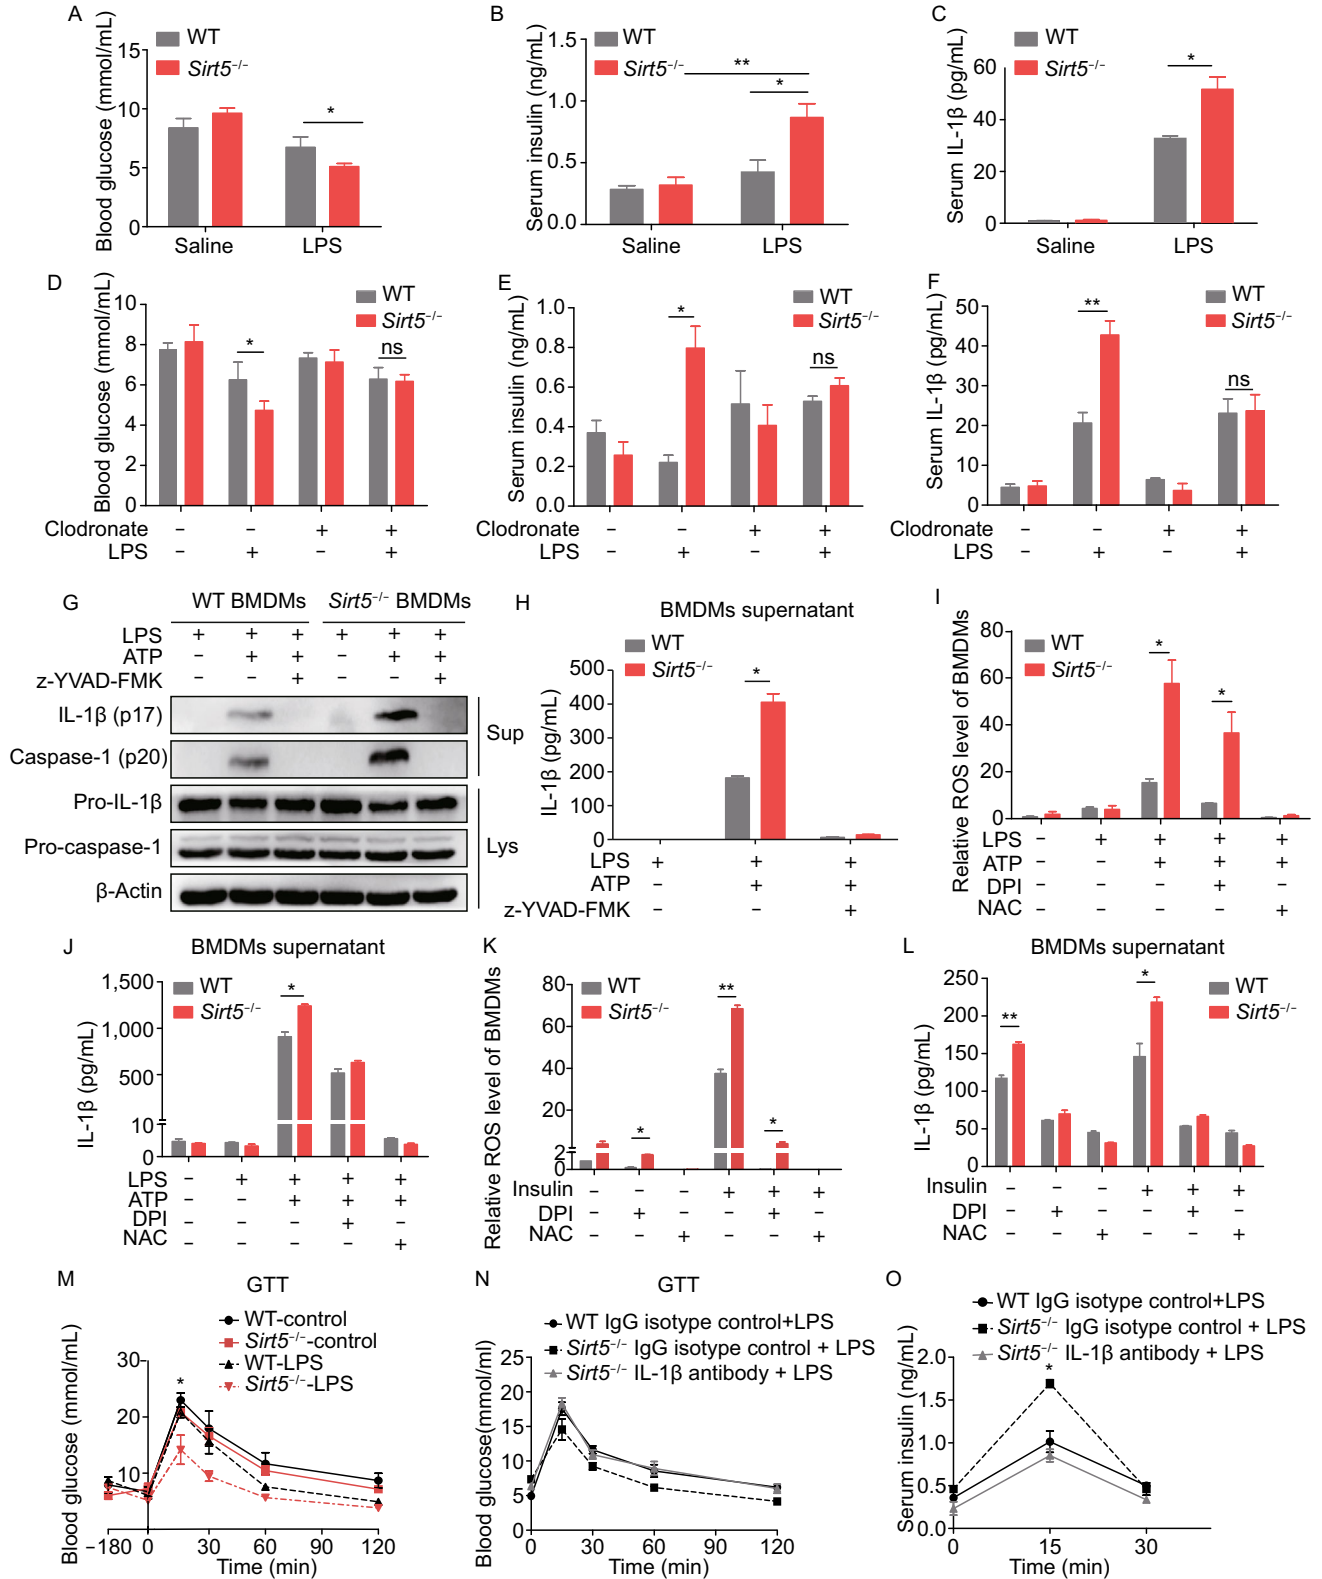 A
Blood glucose (mmol/mL)
WT
Sirt5−/−
15
10
5
0
*
Saline
LPS
B
Serum insulin (ng/mL)
WT
Sirt5−/−
1.5
1.0
0.5
0.0
**
*
Saline
LPS
C
Serum IL-1β (pg/mL)
WT
Sirt5−/−
60
40
20
0
*
Saline
LPS
D
Blood glucose (mmol/mL)
WT
Sirt5−/−
10
8
6
4
2
0
*
ns
Clodronate − − + +
LPS − + − +
E
Serum insulin (ng/mL)
WT
Sirt5−/−
1.0
0.8
0.6
0.4
0.2
0.0
*
ns
Clodronate − − + +
LPS − + − +
F
Serum IL-1β (pg/mL)
WT
Sirt5−/−
50
40
30
20
10
0
**
ns
Clodronate − − + +
LPS − + − +
G
WT BMDMs Sirt5−/− BMDMs
LPS + + + + + +
ATP − + + − + +
z-YVAD-FMK − − + − − +
IL-1β (p17)
Caspase-1 (p20)
Sup
Pro-IL-1β
Pro-caspase-1
β-Actin
Lys
H
BMDMs supernatant
WT
Sirt5−/−
IL-1β (pg/mL)
500
400
300
200
100
0
*
LPS + + +
ATP − + +
z-YVAD-FMK − − +
I
Relative ROS level of BMDMs
WT
Sirt5−/−
80
60
40
20
0
*
*
LPS − + + + +
ATP − − + + +
DPI − − − + −
NAC − − − − +
J
BMDMs supernatant
WT
Sirt5−/−
IL-1β (pg/mL)
1,500
1,000
500
10
0
*
LPS − + + + +
ATP − − + + +
DPI − − − + −
NAC − − − − +
K
Relative ROS level of BMDMs
WT
Sirt5−/−
80
60
40
20
2
0
*
**
*
Insulin − − − + + +
DPI − + − − + −
NAC − − + − − +
L
BMDMs supernatant
WT
Sirt5−/−
IL-1β (pg/mL)
250
200
150
100
50
0
**
*
Insulin − − − + + +
DPI − + − − + −
NAC − − + − − +
M
GTT
WT-control
Sirt5−/−-control
WT-LPS
Sirt5−/−-LPS
Blood glucose (mmol/mL)
30
20
10
*
−180 0 30 60 90 120
Time (min)
N
GTT
WT IgG isotype control+LPS
Sirt5−/− IgG isotype control + LPS
Sirt5−/− IL-1β antibody + LPS
Blood glucose(mmol/ml)
25
20
15
10
5
0
0 30 60 90 120
Time (min)
O
WT IgG isotype control+LPS
Sirt5−/− IgG isotype control + LPS
Sirt5−/− IL-1β antibody + LPS
Serum insulin (ng/mL)
2.0
1.5
1.0
0.5
0.0
*
0 15 30
Time (min)